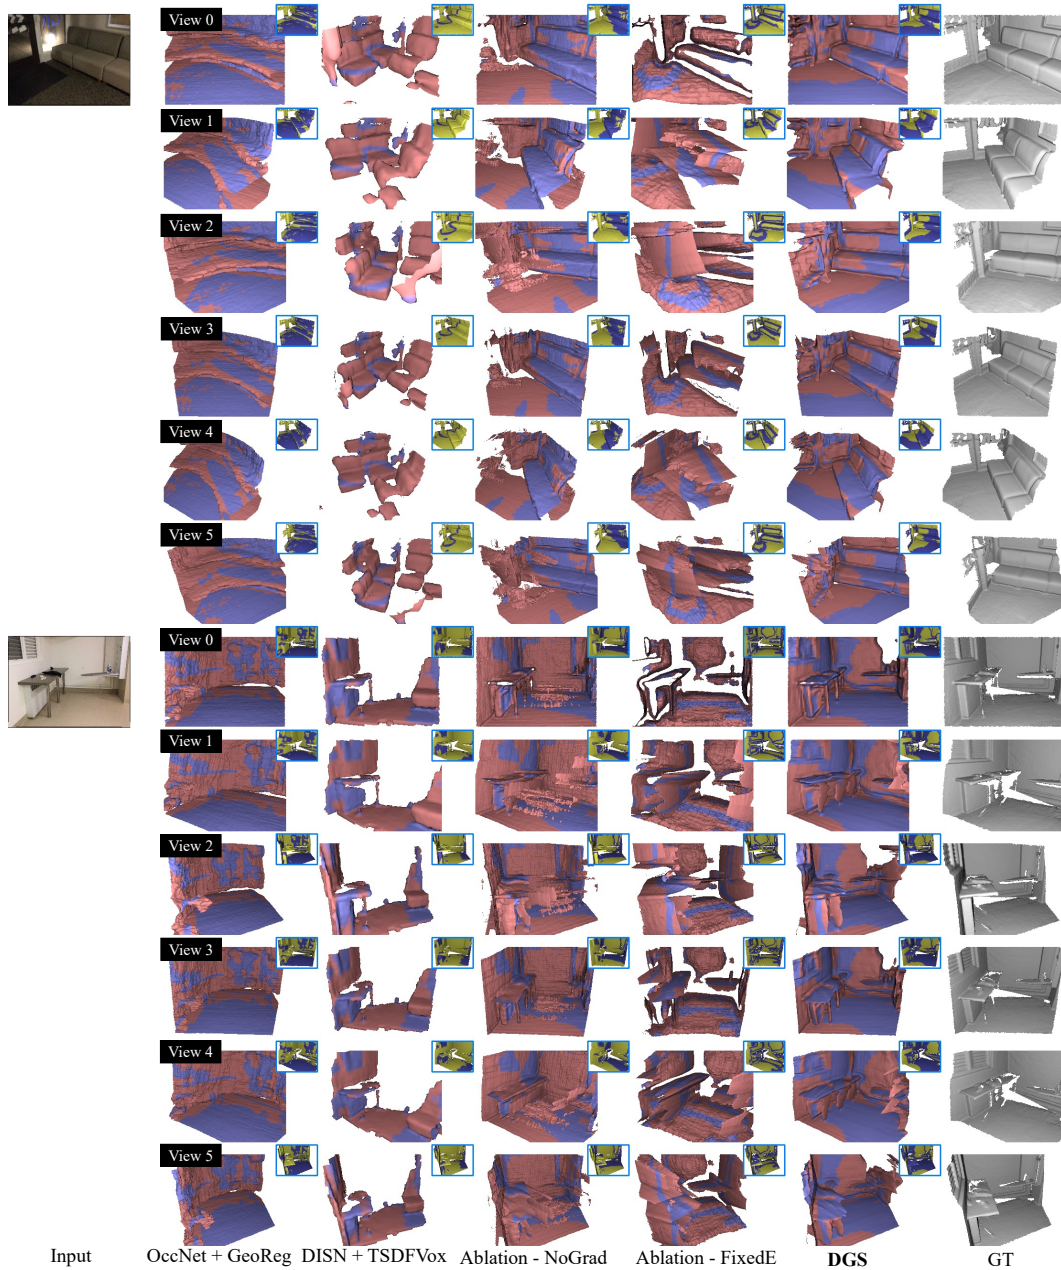 View 0
View 1
View 2
View 3
View 4
View 5
View 0
View 1
View 2
View 3
View 4
View 5
Input OccNet + GeoReg DISN + TSDFVox Ablation - NoGrad Ablation - FixedE DGS GT